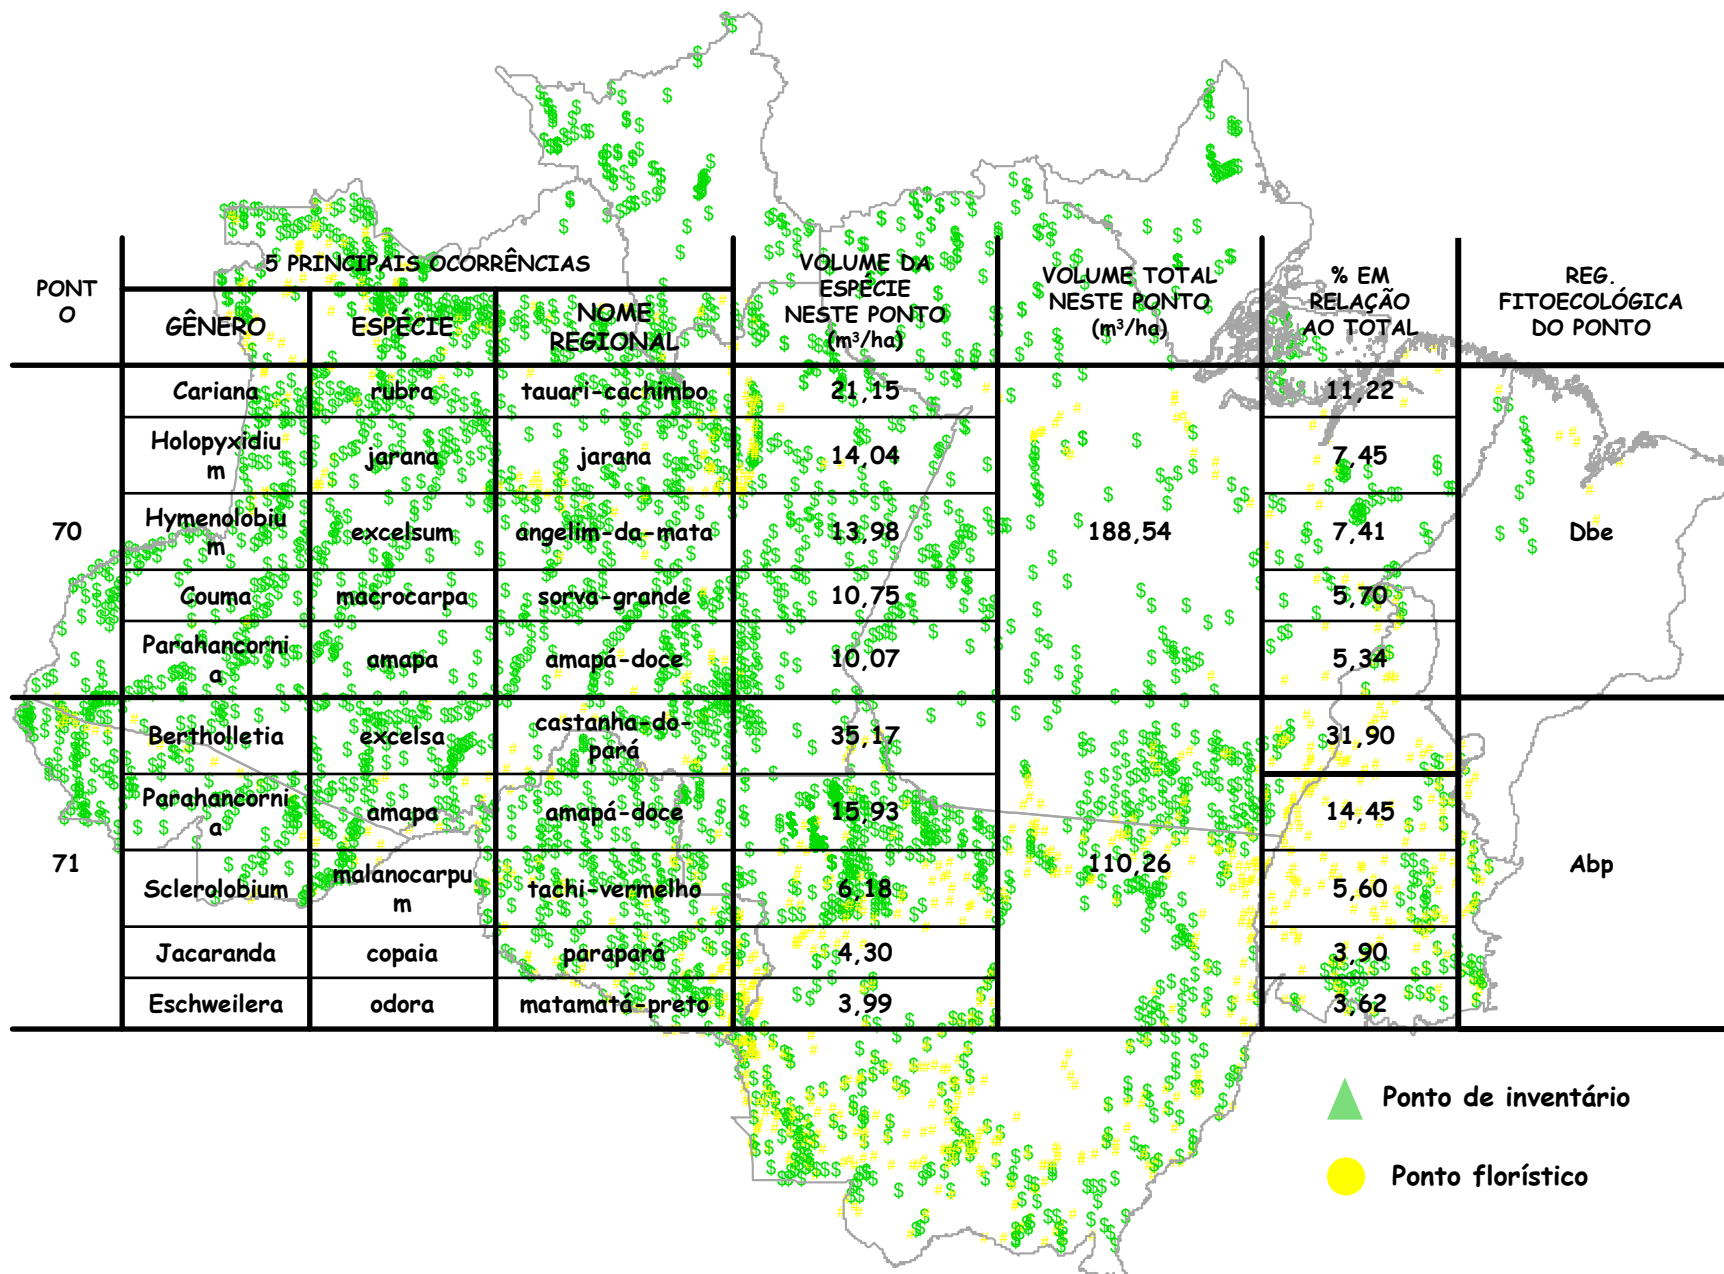 PONT
O
5 PRINCIPAIS OCORRÊNCIAS
GÊNERO
ESPÉCIE
NOME
REGIONAL
VOLUME DA
ESPÉCIE
NESTE PONTO
(m³/ha)
VOLUME TOTAL
NESTE PONTO
(m³/ha)
% EM
RELAÇÃO
AO TOTAL
REG.
FITOECOLÓGICA
DO PONTO
70
Cariana
rubra
tauari-cachimbo
21,15
188,54
11,22
Dbe
Holopyxidiu
m
jarana
jarana
14,04
7,45
Hymenolobiu
m
excelsum
angelim-da-mata
13,98
7,41
Couma
macrocarpa
sorva-grande
10,75
5,70
Parahancorni
a
amapa
amapá-doce
10,07
5,34
71
Bertholletia
excelsa
castanha-do-
pará
35,17
110,26
31,90
Abp
Parahancorni
a
amapa
amapá-doce
15,93
14,45
Sclerolobium
malanocarpu
m
tachi-vermelho
6,18
5,60
Jacaranda
copaia
parapará
4,30
3,90
Eschweilera
odora
matamatá-preto
3,99
3,62
Ponto de inventário
Ponto florístico